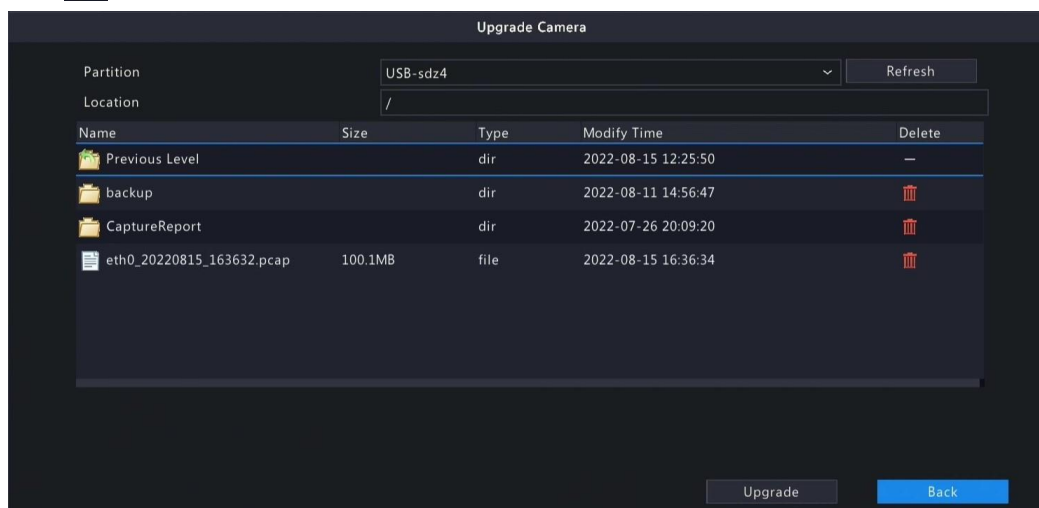 Upgrade Camera
Partition USB-sdz4 Refresh
Location /
Name Size Type Modify Time Delete
Previous Level dir 2022-08-15 12:25:50 —
backup dir 2022-08-11 14:56:47
CaptureReport dir 2022-07-26 20:09:20
eth0_20220815_163632.pcap 100.1MB file 2022-08-15 16:36:34
Upgrade Back